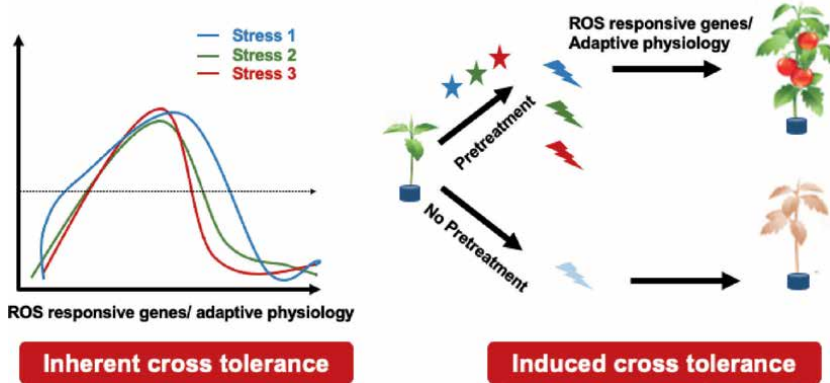 Stress 1
Stress 2
Stress 3
ROS responsive genes/ adaptive physiology
Inherent cross tolerance
ROS responsive genes/
Adaptive physiology
Pretreatment
No Pretreatment
Induced cross tolerance